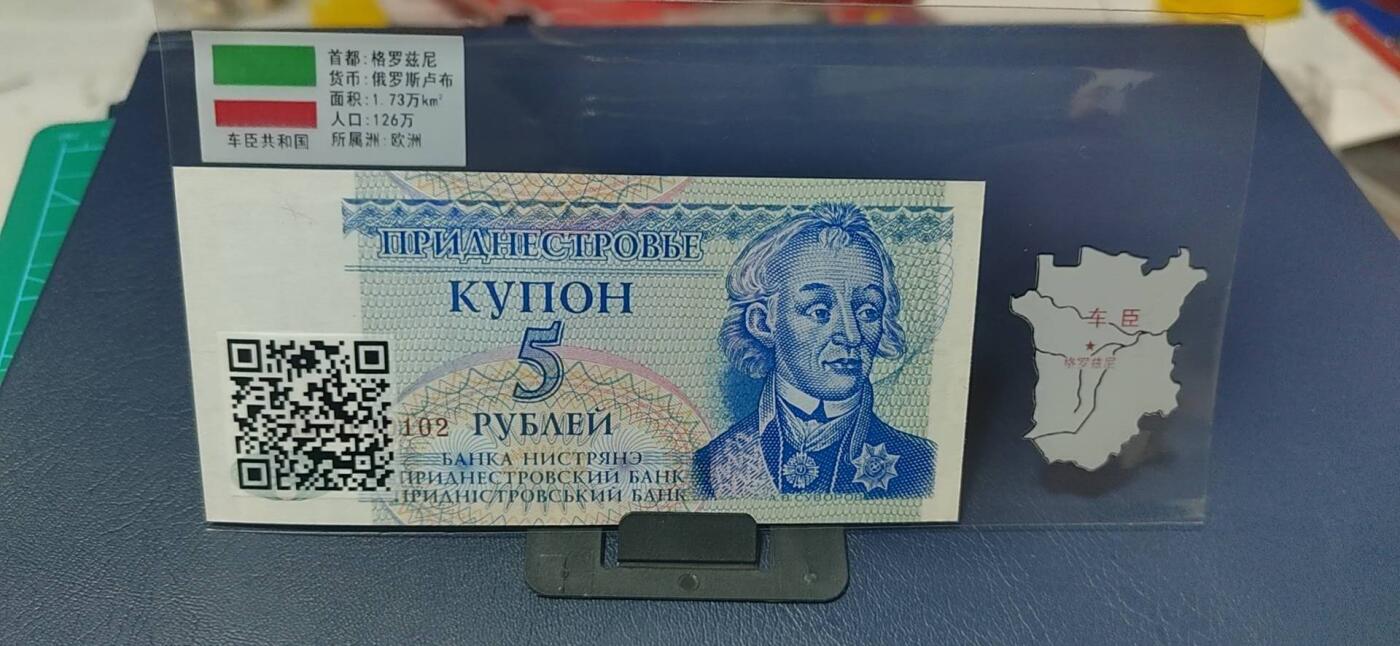 首都:格罗兹尼
货币:俄罗斯卢布
面积:1.73万km²
人口:126万
所属洲:欧洲
车臣共和国
ПРИДНЕСТРОВЬЕ
КУПОН
5
102 РУБЛЕЙ
БАНКА НИСТРЯНЭ
ПРИДНЕСТРОВСКИЙ БАНК
ПРИДНІСТРОВСЬКИЙ БАНК
А.В.СУВОРОВ
车臣
格罗兹尼